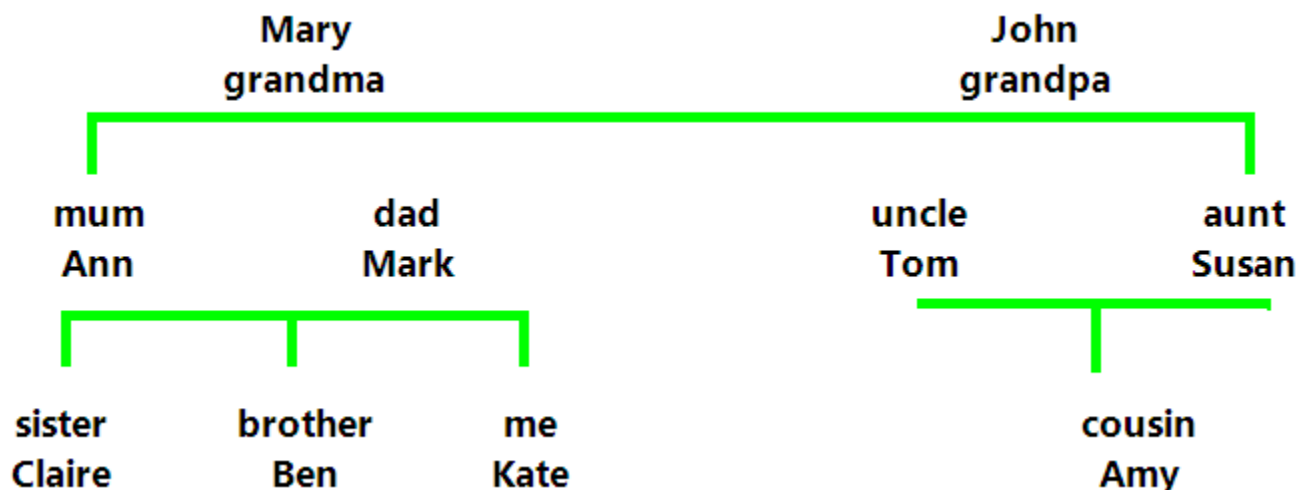 Mary John
grandma grandpa
mum dad uncle aunt
Ann Mark Tom Susan
sister brother me cousin
Claire Ben Kate Amy